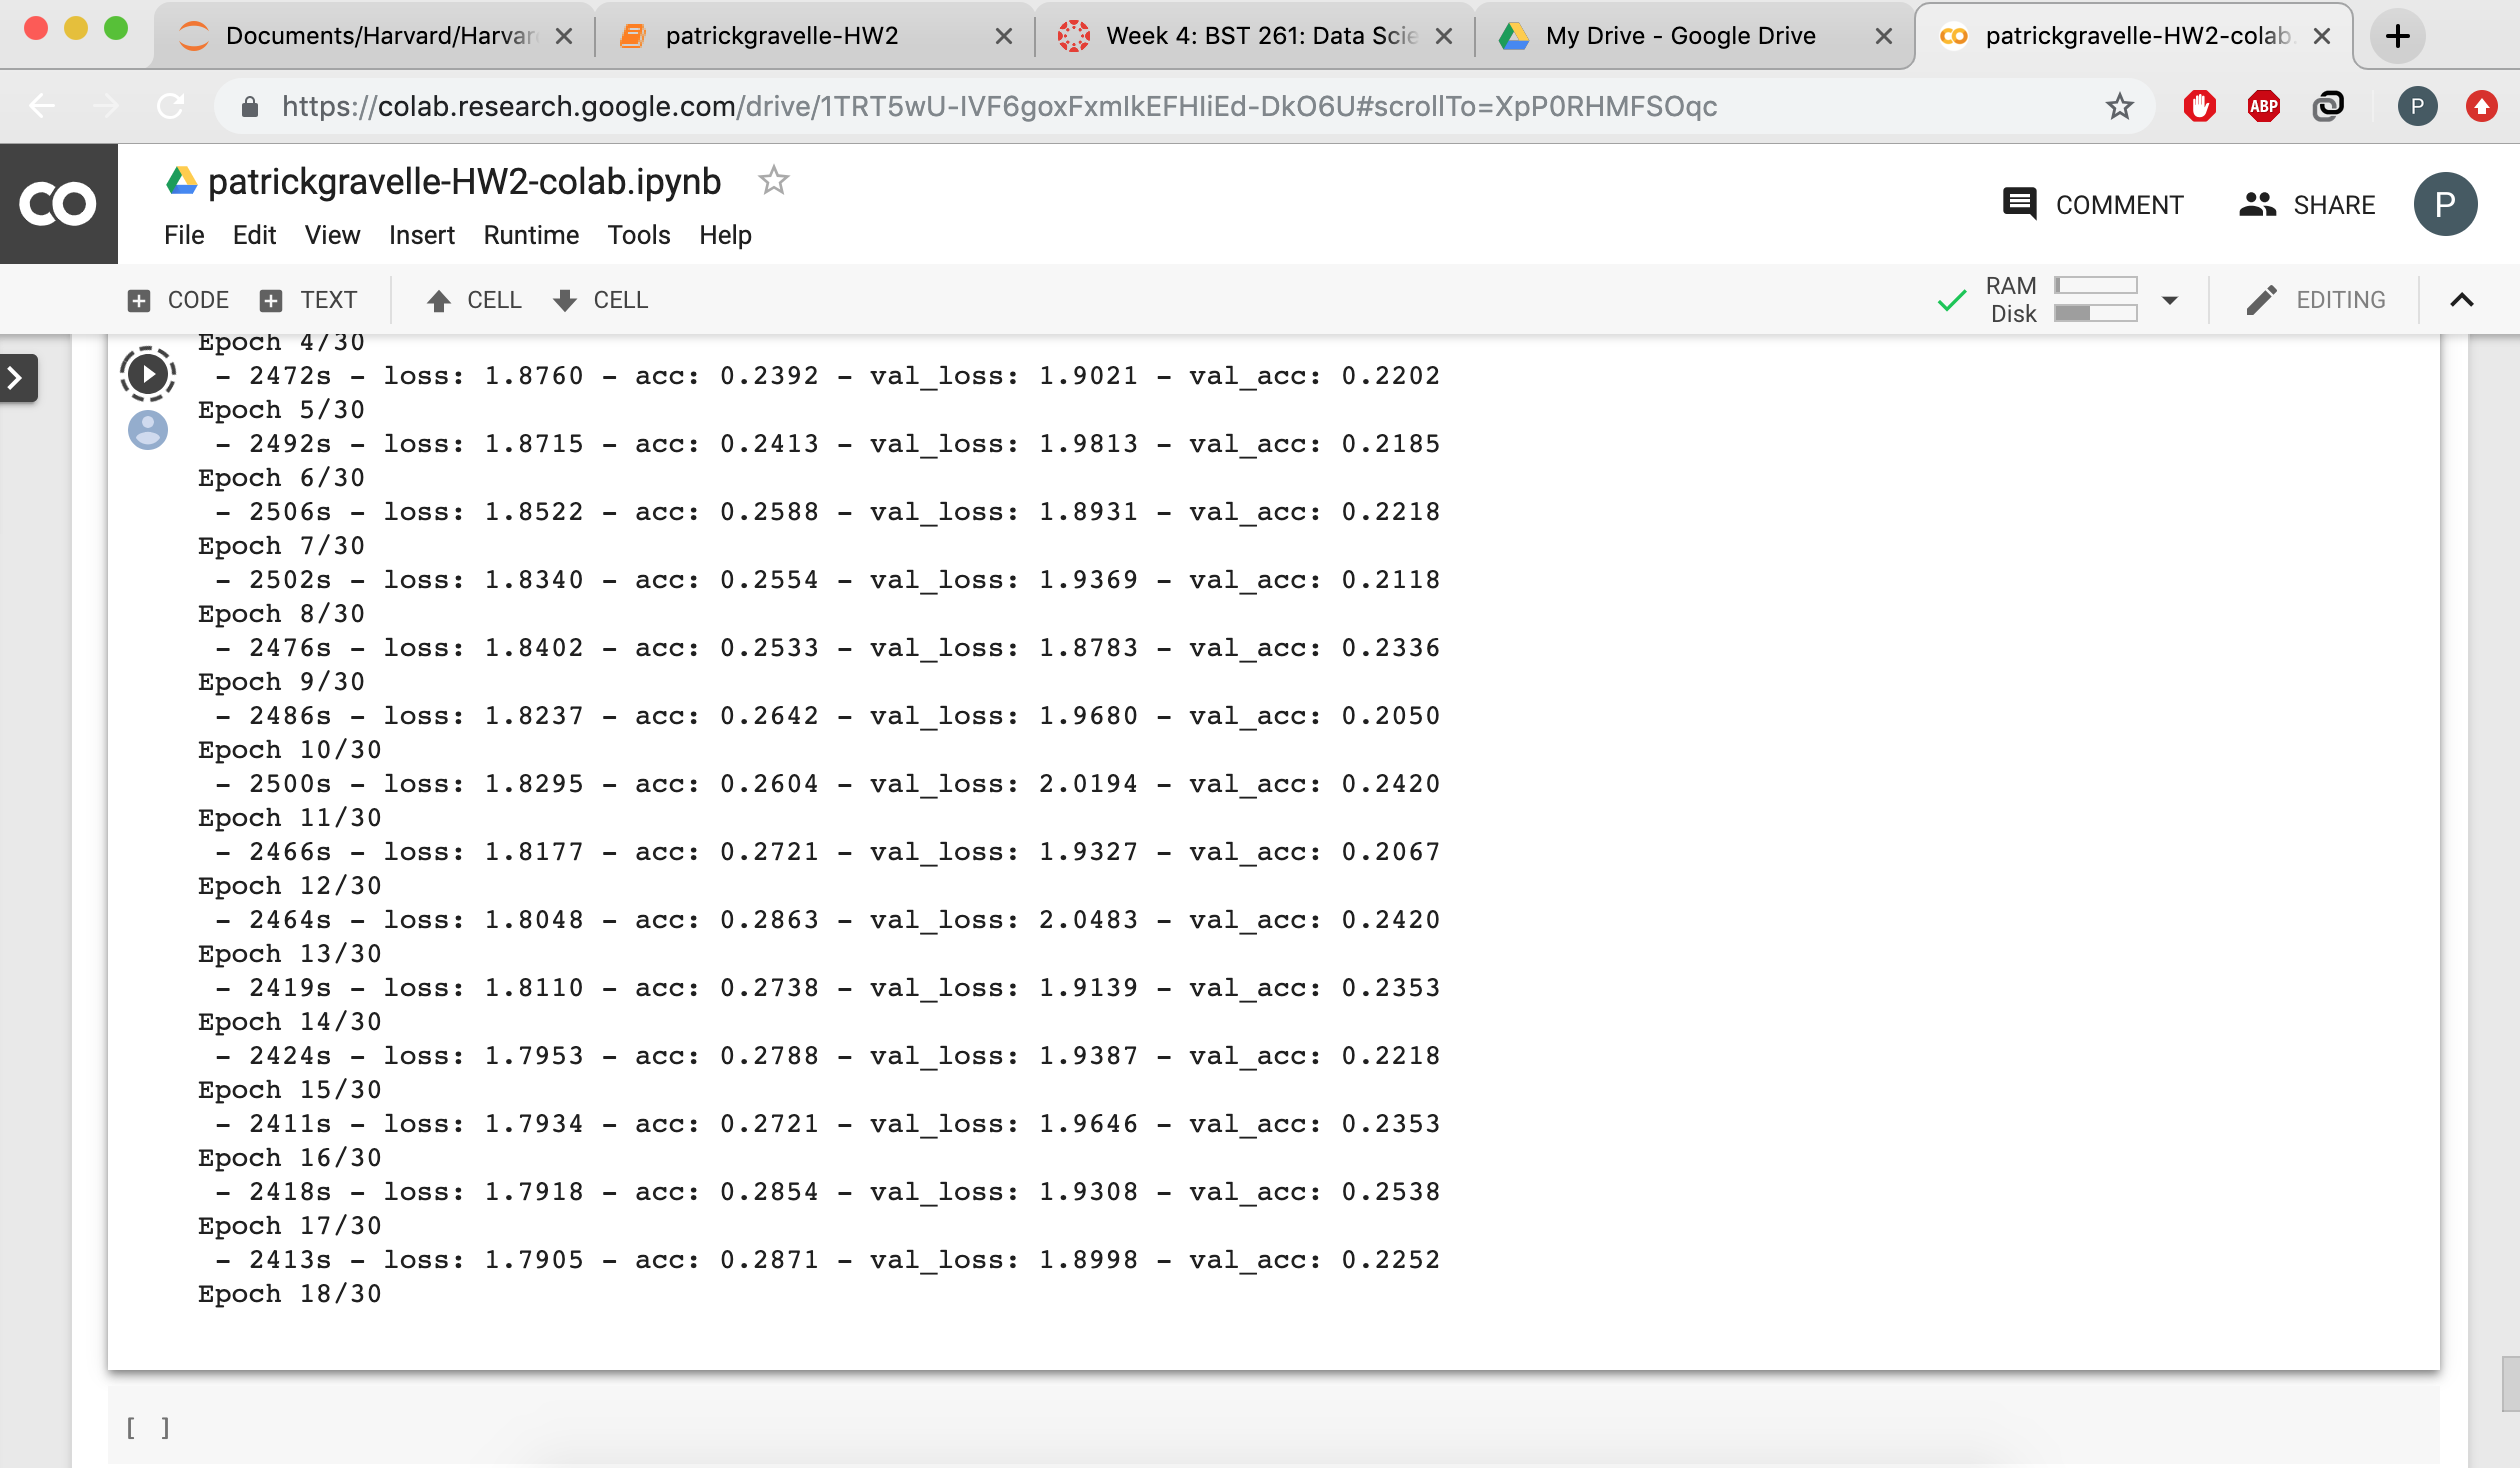 Documents/Harvard/Harvar
patrickgravelle-HW2
Week 4: BST 261: Data Scie
My Drive - Google Drive
patrickgravelle-HW2-colab.
https://colab.research.google.com/drive/1TRT5wU-IVF6goxFxmIkEFHliEd-DkO6U#scrollTo=XpP0RHMFSOqc
ABP
P
patrickgravelle-HW2-colab.ipynb
COMMENT
SHARE
P
File Edit View Insert Runtime Tools Help
CODE TEXT CELL CELL
RAM
Disk
EDITING
Epoch 4/30
- 2472s - loss: 1.8760 - acc: 0.2392 - val_loss: 1.9021 - val_acc: 0.2202
Epoch 5/30
- 2492s - loss: 1.8715 - acc: 0.2413 - val_loss: 1.9813 - val_acc: 0.2185
Epoch 6/30
- 2506s - loss: 1.8522 - acc: 0.2588 - val_loss: 1.8931 - val_acc: 0.2218
Epoch 7/30
- 2502s - loss: 1.8340 - acc: 0.2554 - val_loss: 1.9369 - val_acc: 0.2118
Epoch 8/30
- 2476s - loss: 1.8402 - acc: 0.2533 - val_loss: 1.8783 - val_acc: 0.2336
Epoch 9/30
- 2486s - loss: 1.8237 - acc: 0.2642 - val_loss: 1.9680 - val_acc: 0.2050
Epoch 10/30
- 2500s - loss: 1.8295 - acc: 0.2604 - val_loss: 2.0194 - val_acc: 0.2420
Epoch 11/30
- 2466s - loss: 1.8177 - acc: 0.2721 - val_loss: 1.9327 - val_acc: 0.2067
Epoch 12/30
- 2464s - loss: 1.8048 - acc: 0.2863 - val_loss: 2.0483 - val_acc: 0.2420
Epoch 13/30
- 2419s - loss: 1.8110 - acc: 0.2738 - val_loss: 1.9139 - val_acc: 0.2353
Epoch 14/30
- 2424s - loss: 1.7953 - acc: 0.2788 - val_loss: 1.9387 - val_acc: 0.2218
Epoch 15/30
- 2411s - loss: 1.7934 - acc: 0.2721 - val_loss: 1.9646 - val_acc: 0.2353
Epoch 16/30
- 2418s - loss: 1.7918 - acc: 0.2854 - val_loss: 1.9308 - val_acc: 0.2538
Epoch 17/30
- 2413s - loss: 1.7905 - acc: 0.2871 - val_loss: 1.8998 - val_acc: 0.2252
Epoch 18/30
[ ]